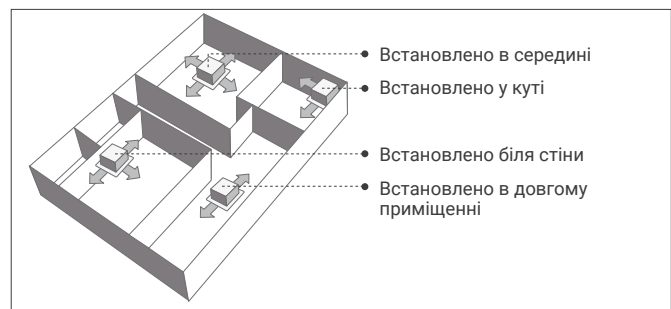 Встановлено в середині
Встановлено у куті
Встановлено біля стіни
Встановлено в довгому
приміщенні